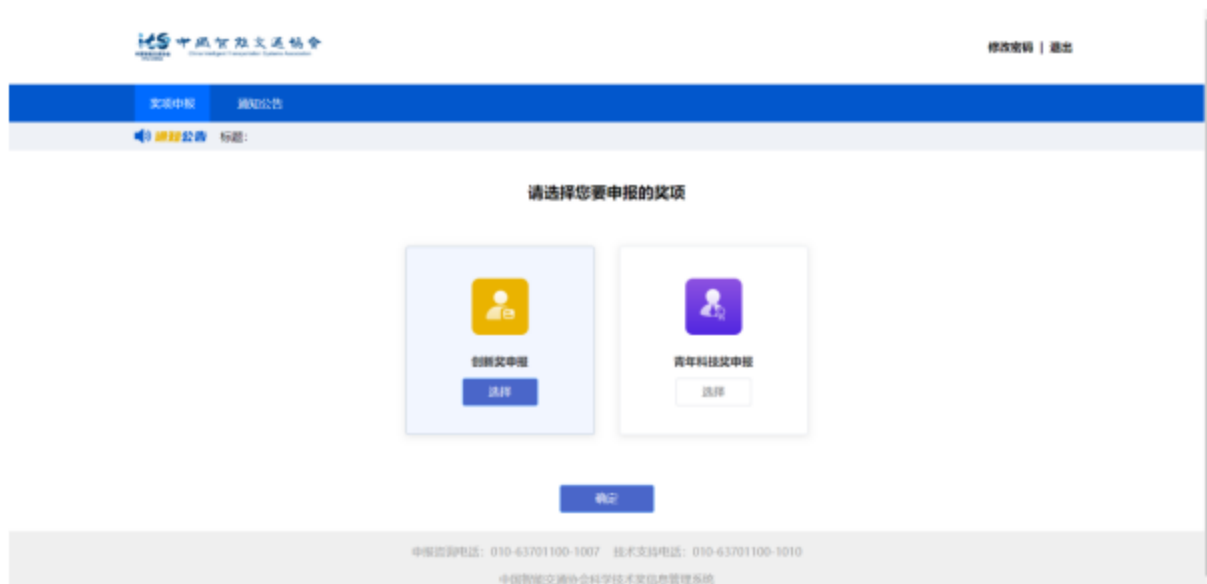 中国智能交通协会
修改密码 | 退出
奖项申报 通知公告
通知公告 标题：
请选择您要申报的奖项
创新奖申报 青年科技奖申报
选择 选择
确定
申报咨询电话：010-63701100-1007 技术支持电话：010-63701100-1010
中国智能交通协会科学技术奖信息管理系统